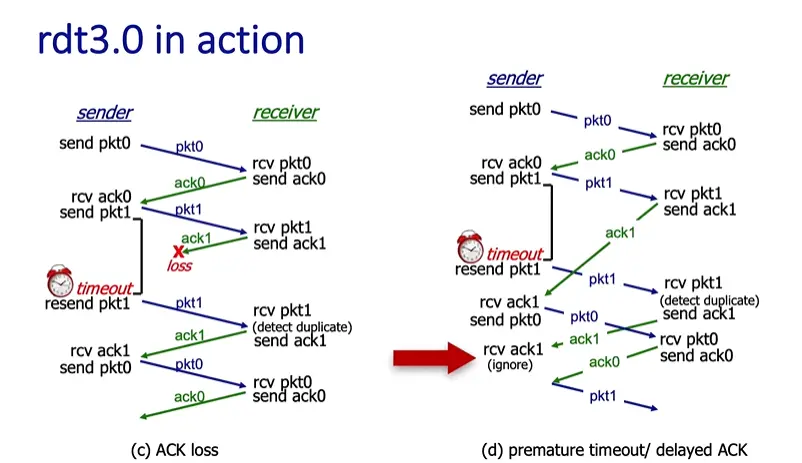 rdt3.0 in action
sender
receiver
send pkt0
pkt0
rcv pkt0
send ack0
ack0
rcv ack0
send pkt1
pkt1
rcv pkt1
send ack1
ack1
X
loss
timeout
resend pkt1
pkt1
rcv pkt1
(detect duplicate)
send ack1
ack1
rcv ack1
send pkt0
pkt0
rcv pkt0
send ack0
ack0
(c) ACK loss
sender
receiver
send pkt0
pkt0
rcv pkt0
send ack0
ack0
rcv ack0
send pkt1
pkt1
rcv pkt1
send ack1
ack1
timeout
resend pkt1
pkt1
rcv pkt1
(detect duplicate)
send ack1
rcv ack1
send pkt0
pkt0
ack1
rcv pkt0
send ack0
rcv ack1
(ignore)
ack0
pkt1
(d) premature timeout/ delayed ACK